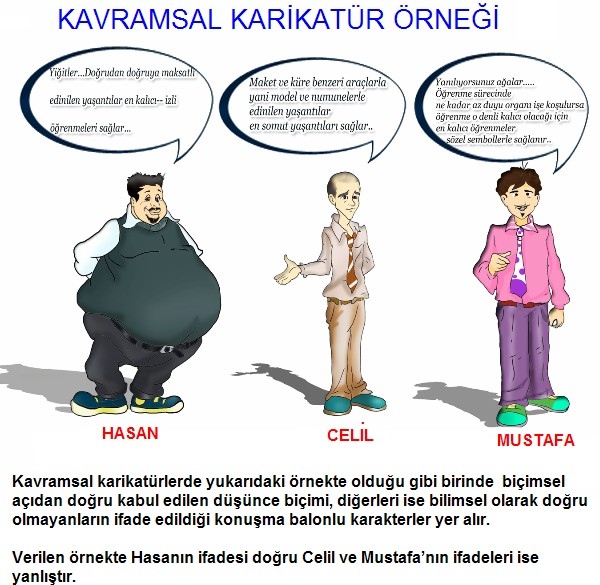 KAVRAMSAL KARİKATÜR ÖRNEĞİ
Yiğitler...Doğrudan doğruya maksatlı
edinilen yaşantılar en kalıcı-- izli
öğrenmeleri sağlar...
Maket ve küre benzeri araçlarla
yani model ve numunelerle
edinilen yaşantılar
en somut yaşantıları sağlar..
Yanılıyorsunuz ağalar.....
Öğrenme sürecinde
ne kadar az duyu organı işe koşulursa
öğrenme o denli kalıcı olacağı için
en kalıcı öğrenmeler
sözel sembollerle sağlanır..
HASAN
CELİL
MUSTAFA
Kavramsal karikatürlerde yukarıdaki örnekte olduğu gibi birinde biçimsel
açıdan doğru kabul edilen düşünce biçimi, diğerleri ise bilimsel olarak doğru
olmayanların ifade edildiği konuşma balonlu karakterler yer alır.
Verilen örnekte Hasanın ifadesi doğru Celil ve Mustafa'nın ifadeleri ise
yanlıştır.